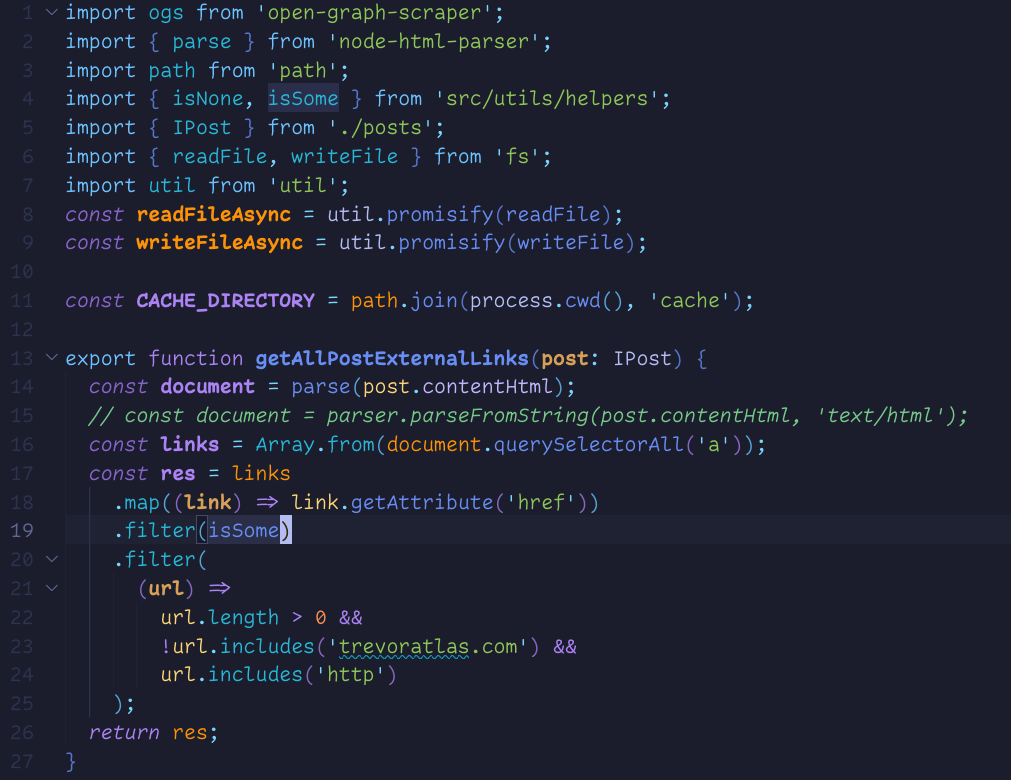 1 import ogs from 'open-graph-scraper';
2 import { parse } from 'node-html-parser';
3 import path from 'path';
4 import { isNone, isSome } from 'src/utils/helpers';
5 import { IPost } from './posts';
6 import { readFile, writeFile } from 'fs';
7 import util from 'util';
8 const readFileAsync = util.promisify(readFile);
9 const writeFileAsync = util.promisify(writeFile);
10
11 const CACHE_DIRECTORY = path.join(process.cwd(), 'cache');
12
13 export function getAllPostExternalLinks(post: IPost) {
14   const document = parse(post.contentHtml);
15   // const document = parser.parseFromString(post.contentHtml, 'text/html');
16   const links = Array.from(document.querySelectorAll('a'));
17   const res = links
18     .map((link) => link.getAttribute('href'))
19     .filter(isSome)
20     .filter(
21       (url) =>
22         url.length > 0 &&
23         !url.includes('trevoratlas.com') &&
24         url.includes('http')
25     );
26   return res;
27 }